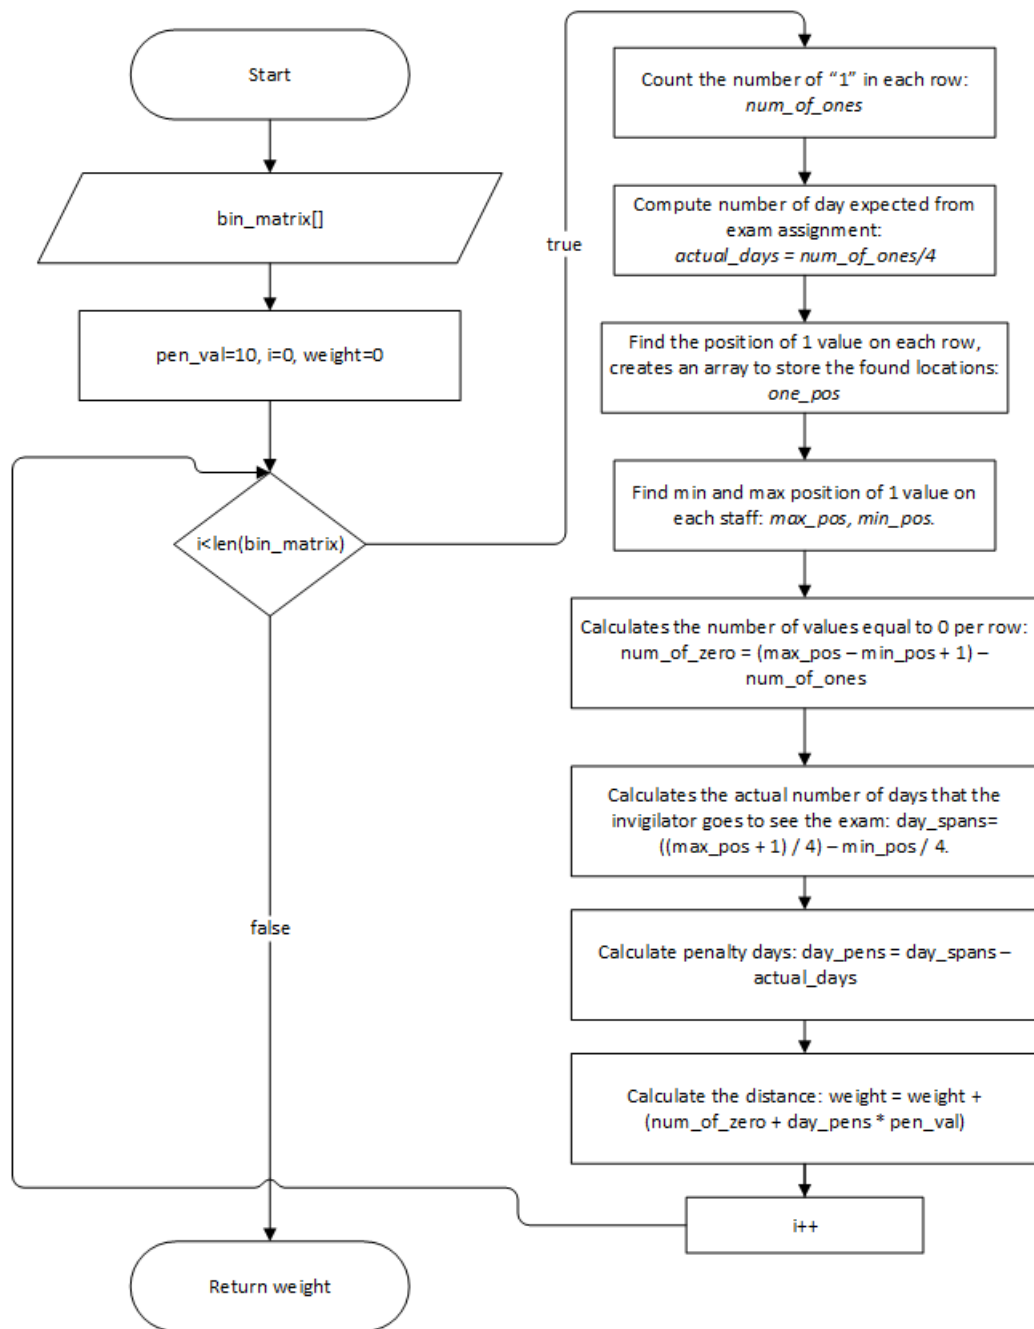 Start
bin_matrix[]
pen_val=10, i=0, weight=0
i<len(bin_matrix)
true
false
Return weight
Count the number of “1” in each row:
num_of_ones
Compute number of day expected from
exam assignment:
actual_days = num_of_ones/4
Find the position of 1 value on each row,
creates an array to store the found locations:
one_pos
Find min and max position of 1 value on
each staff: max_pos, min_pos.
Calculates the number of values equal to 0 per row:
num_of_zero = (max_pos – min_pos + 1) –
num_of_ones
Calculates the actual number of days that the
invigilator goes to see the exam: day_spans=
((max_pos + 1) / 4) – min_pos / 4.
Calculate penalty days: day_pens = day_spans –
actual_days
Calculate the distance: weight = weight +
(num_of_zero + day_pens * pen_val)
i++